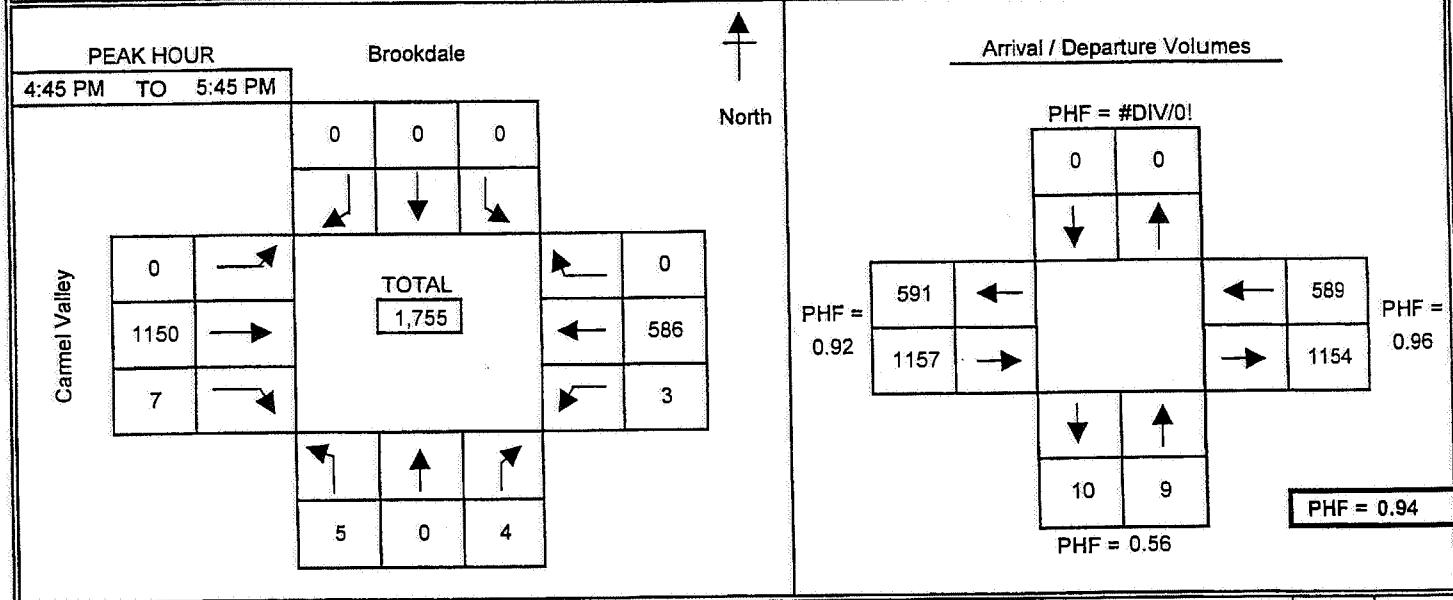 PEAK HOUR
4:45 PM TO 5:45 PM
Brookdale
North
0 0 0
Carmel Valley
0
1150
7
TOTAL
1,755
0
586
3
5 0 4
Arrival / Departure Volumes
PHF = #DIV/0!
0 0
PHF =
0.92
591
1157
589
1154
PHF =
0.96
10 9
PHF = 0.56
PHF = 0.94